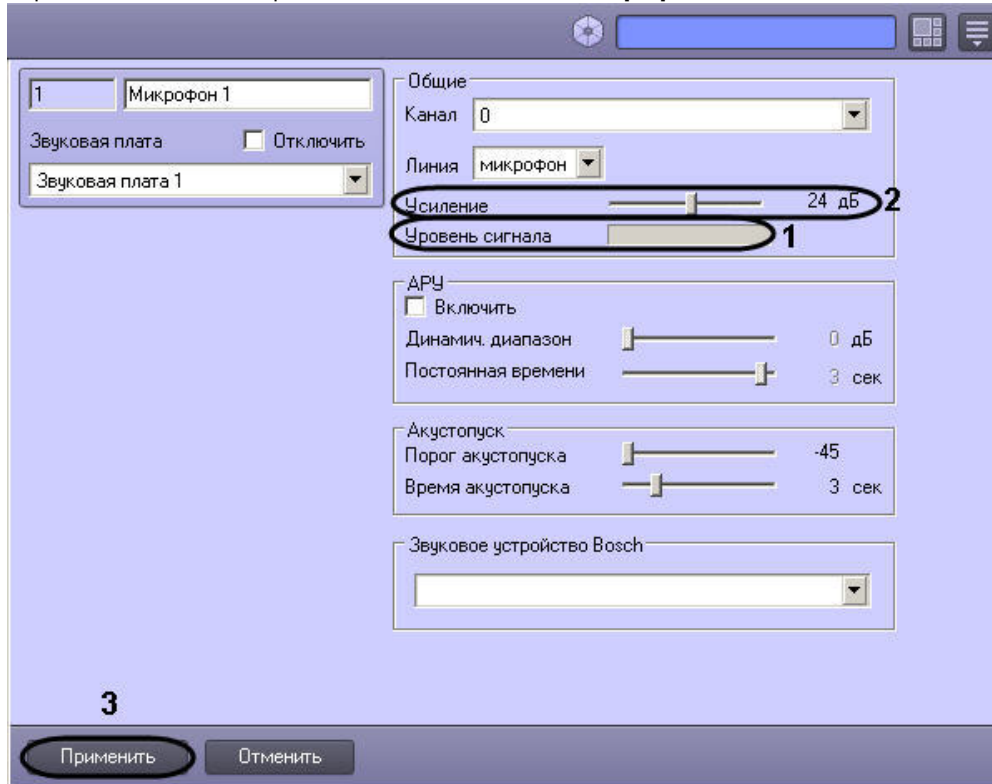 1 Микрофон 1
Звуковая плата Отключить
Звуковая плата 1
Общие
Канал 0
Линия микрофон
Усиление 24 дБ 2
Уровень сигнала 1
АРУ
Включить
Динамич. диапазон 0 дБ
Постоянная времени 3 сек
Акустопуск
Порог акустопуска -45
Время акустопуска 3 сек
Звуковое устройство Bosch
3
Применить Отменить